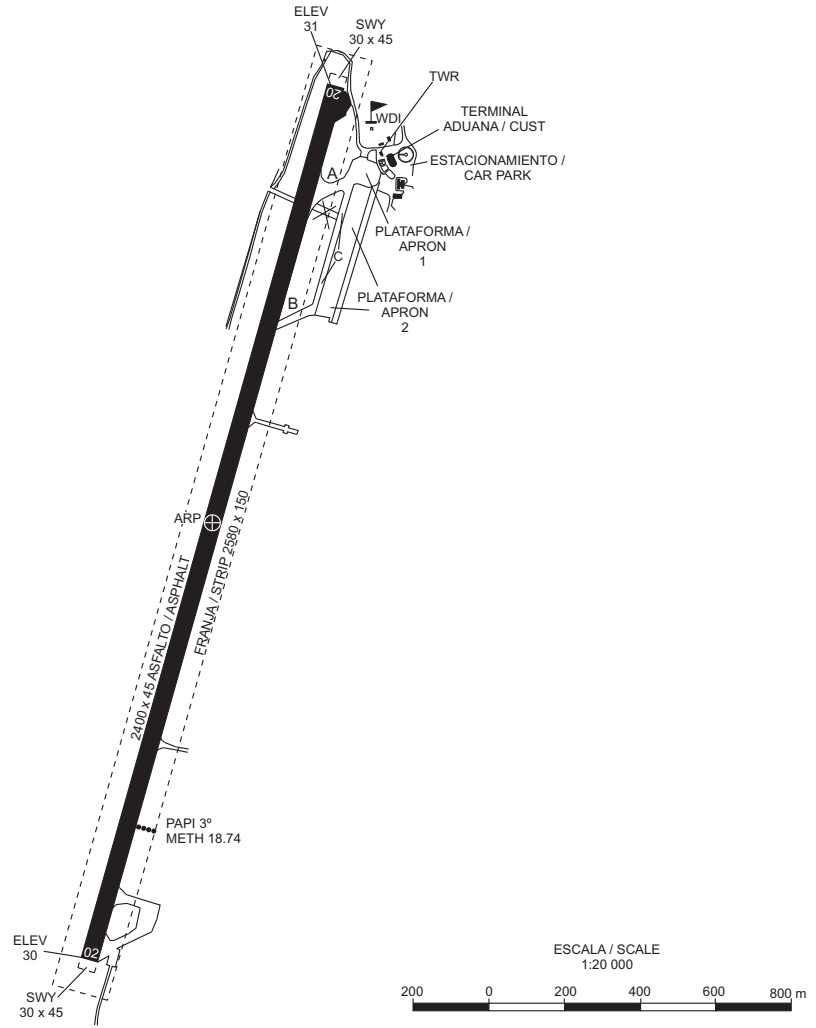 ELEV
31
SWY
30 x 45
20
TWR
WDI
TERMINAL
ADUANA / CUST
ESTACIONAMIENTO /
CAR PARK
A
PLATAFORMA /
APRON
1
C
PLATAFORMA /
APRON
2
B
ARP
FRANJA / STRIP 2580 x 150
2400 x 45 ASFALTO / ASPHALT
PAPI 3º
METH 18.74
ELEV
30
02
SWY
30 x 45
ESCALA / SCALE
1:20 000
200 0 200 400 600 800 m